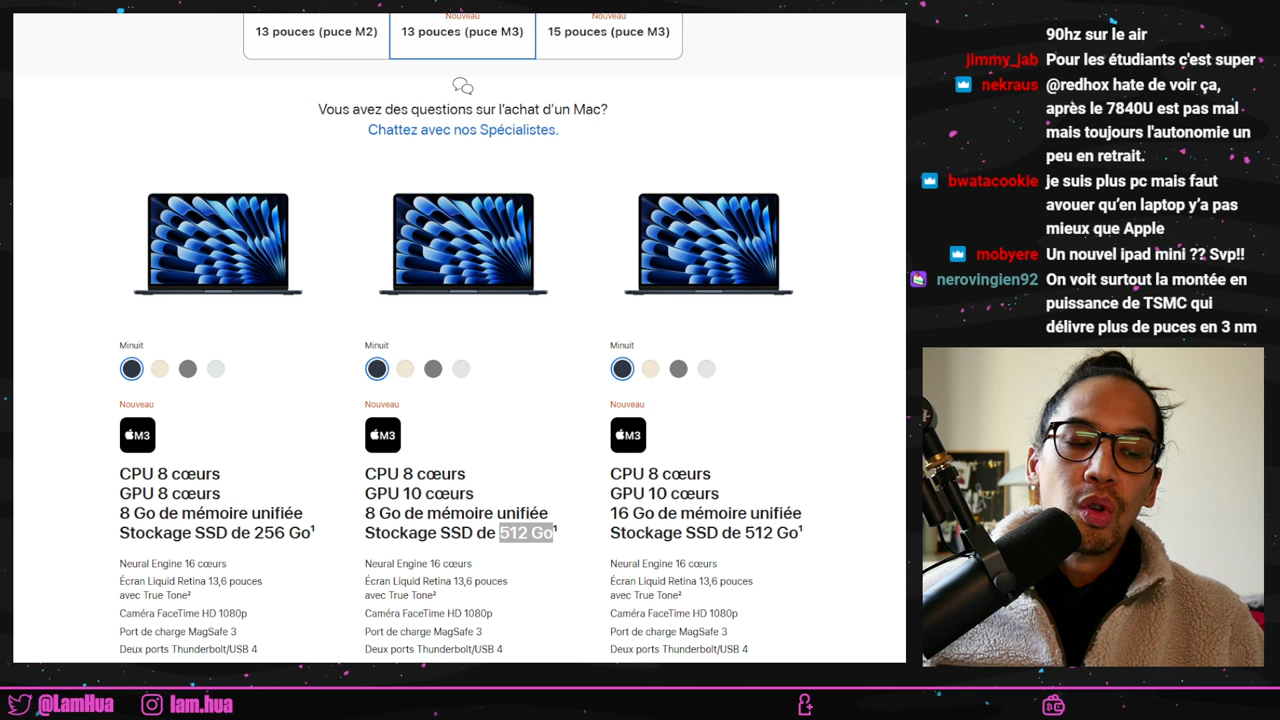 Nouveau
Nouveau
13 pouces (puce M2)
13 pouces (puce M3)
15 pouces (puce M3)
Vous avez des questions sur l'achat d'un Mac?
Chattez avec nos Spécialistes.
Minuit
Nouveau
M3
CPU 8 cœurs
GPU 8 cœurs
8 Go de mémoire unifiée
Stockage SSD de 256 Go¹
Neural Engine 16 cœurs
Écran Liquid Retina 13,6 pouces
avec True Tone²
Caméra FaceTime HD 1080p
Port de charge MagSafe 3
Deux ports Thunderbolt/USB 4
Minuit
Nouveau
M3
CPU 8 cœurs
GPU 10 cœurs
8 Go de mémoire unifiée
Stockage SSD de 512 Go¹
Neural Engine 16 cœurs
Écran Liquid Retina 13,6 pouces
avec True Tone²
Caméra FaceTime HD 1080p
Port de charge MagSafe 3
Deux ports Thunderbolt/USB 4
Minuit
Nouveau
M3
CPU 8 cœurs
GPU 10 cœurs
16 Go de mémoire unifiée
Stockage SSD de 512 Go¹
Neural Engine 16 cœurs
Écran Liquid Retina 13,6 pouces
avec True Tone²
Caméra FaceTime HD 1080p
Port de charge MagSafe 3
Deux ports Thunderbolt/USB 4
90hz sur le air
jimmy_jab Pour les étudiants c'est super
nekraus @redhox hate de voir ça,
après le 7840U est pas mal
mais toujours l'autonomie un
peu en retrait.
bwatacookie je suis plus pc mais faut
avouer qu'en laptop y'a pas
mieux que Apple
mobyere Un nouvel ipad mini ?? Svp!!
nerovingien92 On voit surtout la montée en
puissance de TSMC qui
délivre plus de puces en 3 nm
@LamHua
lam.hua